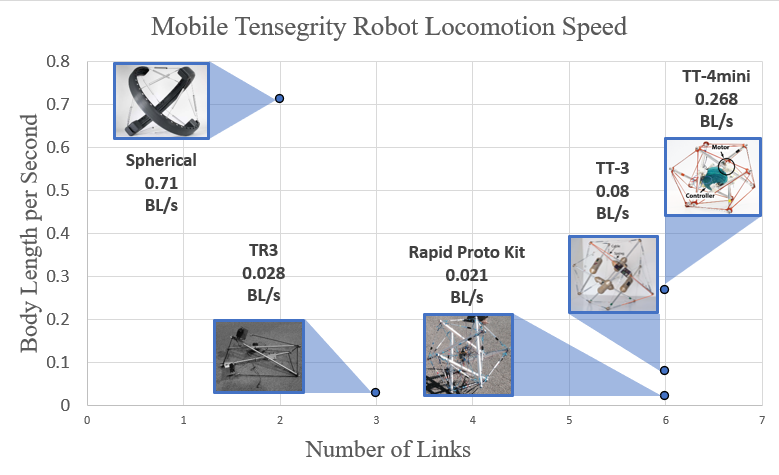 Mobile Tensegrity Robot Locomotion Speed
Body Length per Second
0.8
0.7
0.6
0.5
0.4
0.3
0.2
0.1
0
Spherical
0.71
BL/s
TR3
0.028
BL/s
Rapid Proto Kit
0.021
BL/s
TT-3
0.08
BL/s
TT-4mini
0.268
BL/s
Motor
Controller
0 1 2 3 4 5 6 7
Number of Links